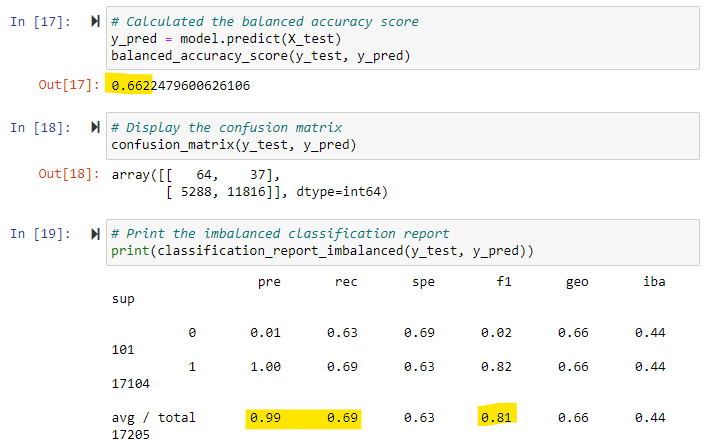 In [17]: # Calculated the balanced accuracy score
y_pred = model.predict(X_test)
balanced_accuracy_score(y_test, y_pred)
Out[17]: 0.6622479600626106
In [18]: # Display the confusion matrix
confusion_matrix(y_test, y_pred)
Out[18]: array([[   64,    37],
       [ 5288, 11816]], dtype=int64)
In [19]: # Print the imbalanced classification report
print(classification_report_imbalanced(y_test, y_pred))
pre rec spe f1 geo iba
sup
0 0.01 0.63 0.69 0.02 0.66 0.44
101
1 1.00 0.69 0.63 0.82 0.66 0.44
17104
avg / total 0.99 0.69 0.63 0.81 0.66 0.44
17205